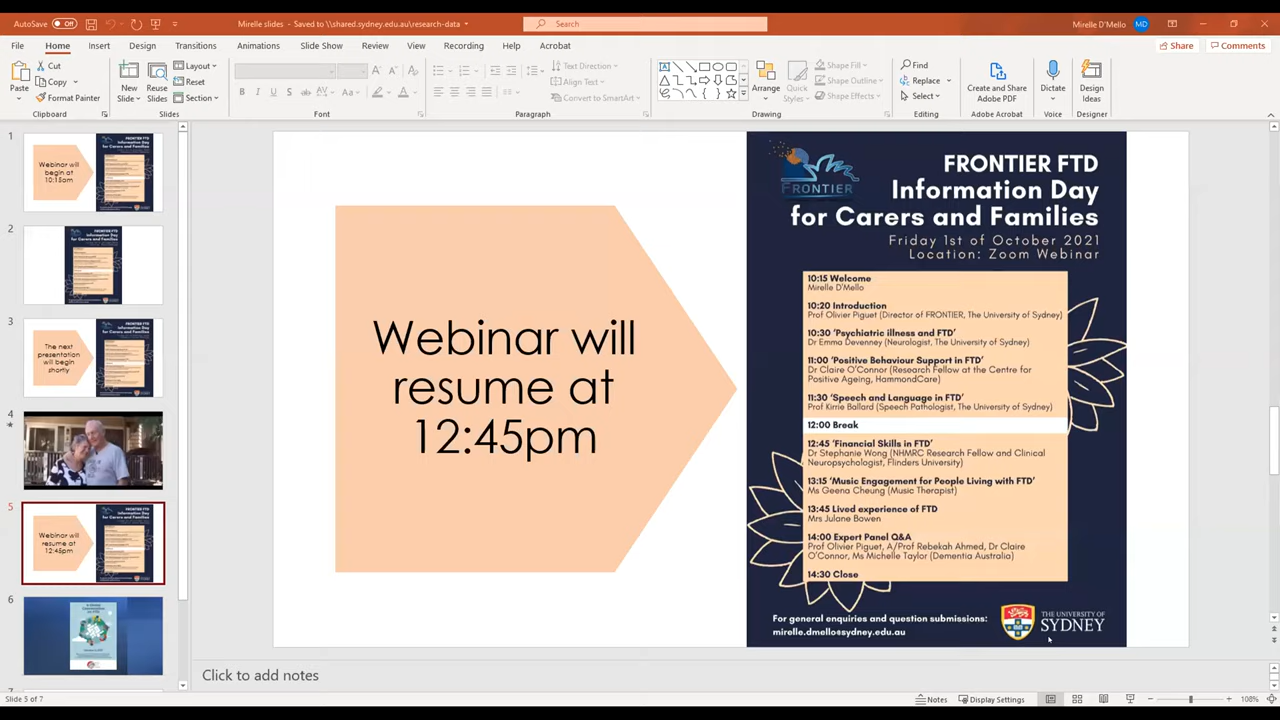 AutoSave Off
Mirelle slides - Saved to \\shared.sydney.edu.au\research-data
Search
Mirelle D'Mello MD
File Home Insert Design Transitions Animations Slide Show Review View Recording Help Acrobat
Share Comments
Paste
Cut
Copy
Format Painter
New
Slide
Reuse
Slides
Layout
Reset
Section
Text Direction
Align Text
Convert to SmartArt
Arrange
Quick
Styles
Shape Fill
Shape Outline
Shape Effects
Find
Replace
Select
Create and Share
Adobe PDF
Dictate
Design
Ideas
Clipboard Slides Font Paragraph Drawing Editing Adobe Acrobat Voice Designer
1
Webinar will
begin at
10:15am
2
3
The next
presentation
will begin
shortly
4
5
Webinar will
resume at
12:45pm
6
Webinar will
resume at
12:45pm
FRONTIER
FRONTIER FTD
Information Day
for Carers and Families
Friday 1st of October 2021
Location: Zoom Webinar
10:15 Welcome
Mirelle D'Mello
10:20 Introduction
Prof Olivier Piguet (Director of FRONTIER, The University of Sydney)
10:30 'Psychiatric illness and FTD'
Dr Emma Devenney (Neurologist, The University of Sydney)
11:00 'Positive Behaviour Support in FTD'
Dr Claire O'Connor (Research Fellow at the Centre for
Positive Ageing, HammondCare)
11:30 'Speech and Language in FTD'
Prof Kirrie Ballard (Speech Pathologist, The University of Sydney)
12:00 Break
12:45 'Financial Skills in FTD'
Dr Stephanie Wong (NHMRC Research Fellow and Clinical
Neuropsychologist, Flinders University)
13:15 'Music Engagement for People Living with FTD'
Ms Geena Cheung (Music Therapist)
13:45 Lived experience of FTD
Mrs Julane Bowen
14:00 Expert Panel Q&A
Prof Olivier Piguet, A/Prof Rebekah Ahmed, Dr Claire
O'Connor, Ms Michelle Taylor (Dementia Australia)
14:30 Close
For general enquiries and question submissions:
mirelle.dmello@sydney.edu.au
THE UNIVERSITY OF
SYDNEY
Click to add notes
Slide 5 of 7
Notes Display Settings 108%